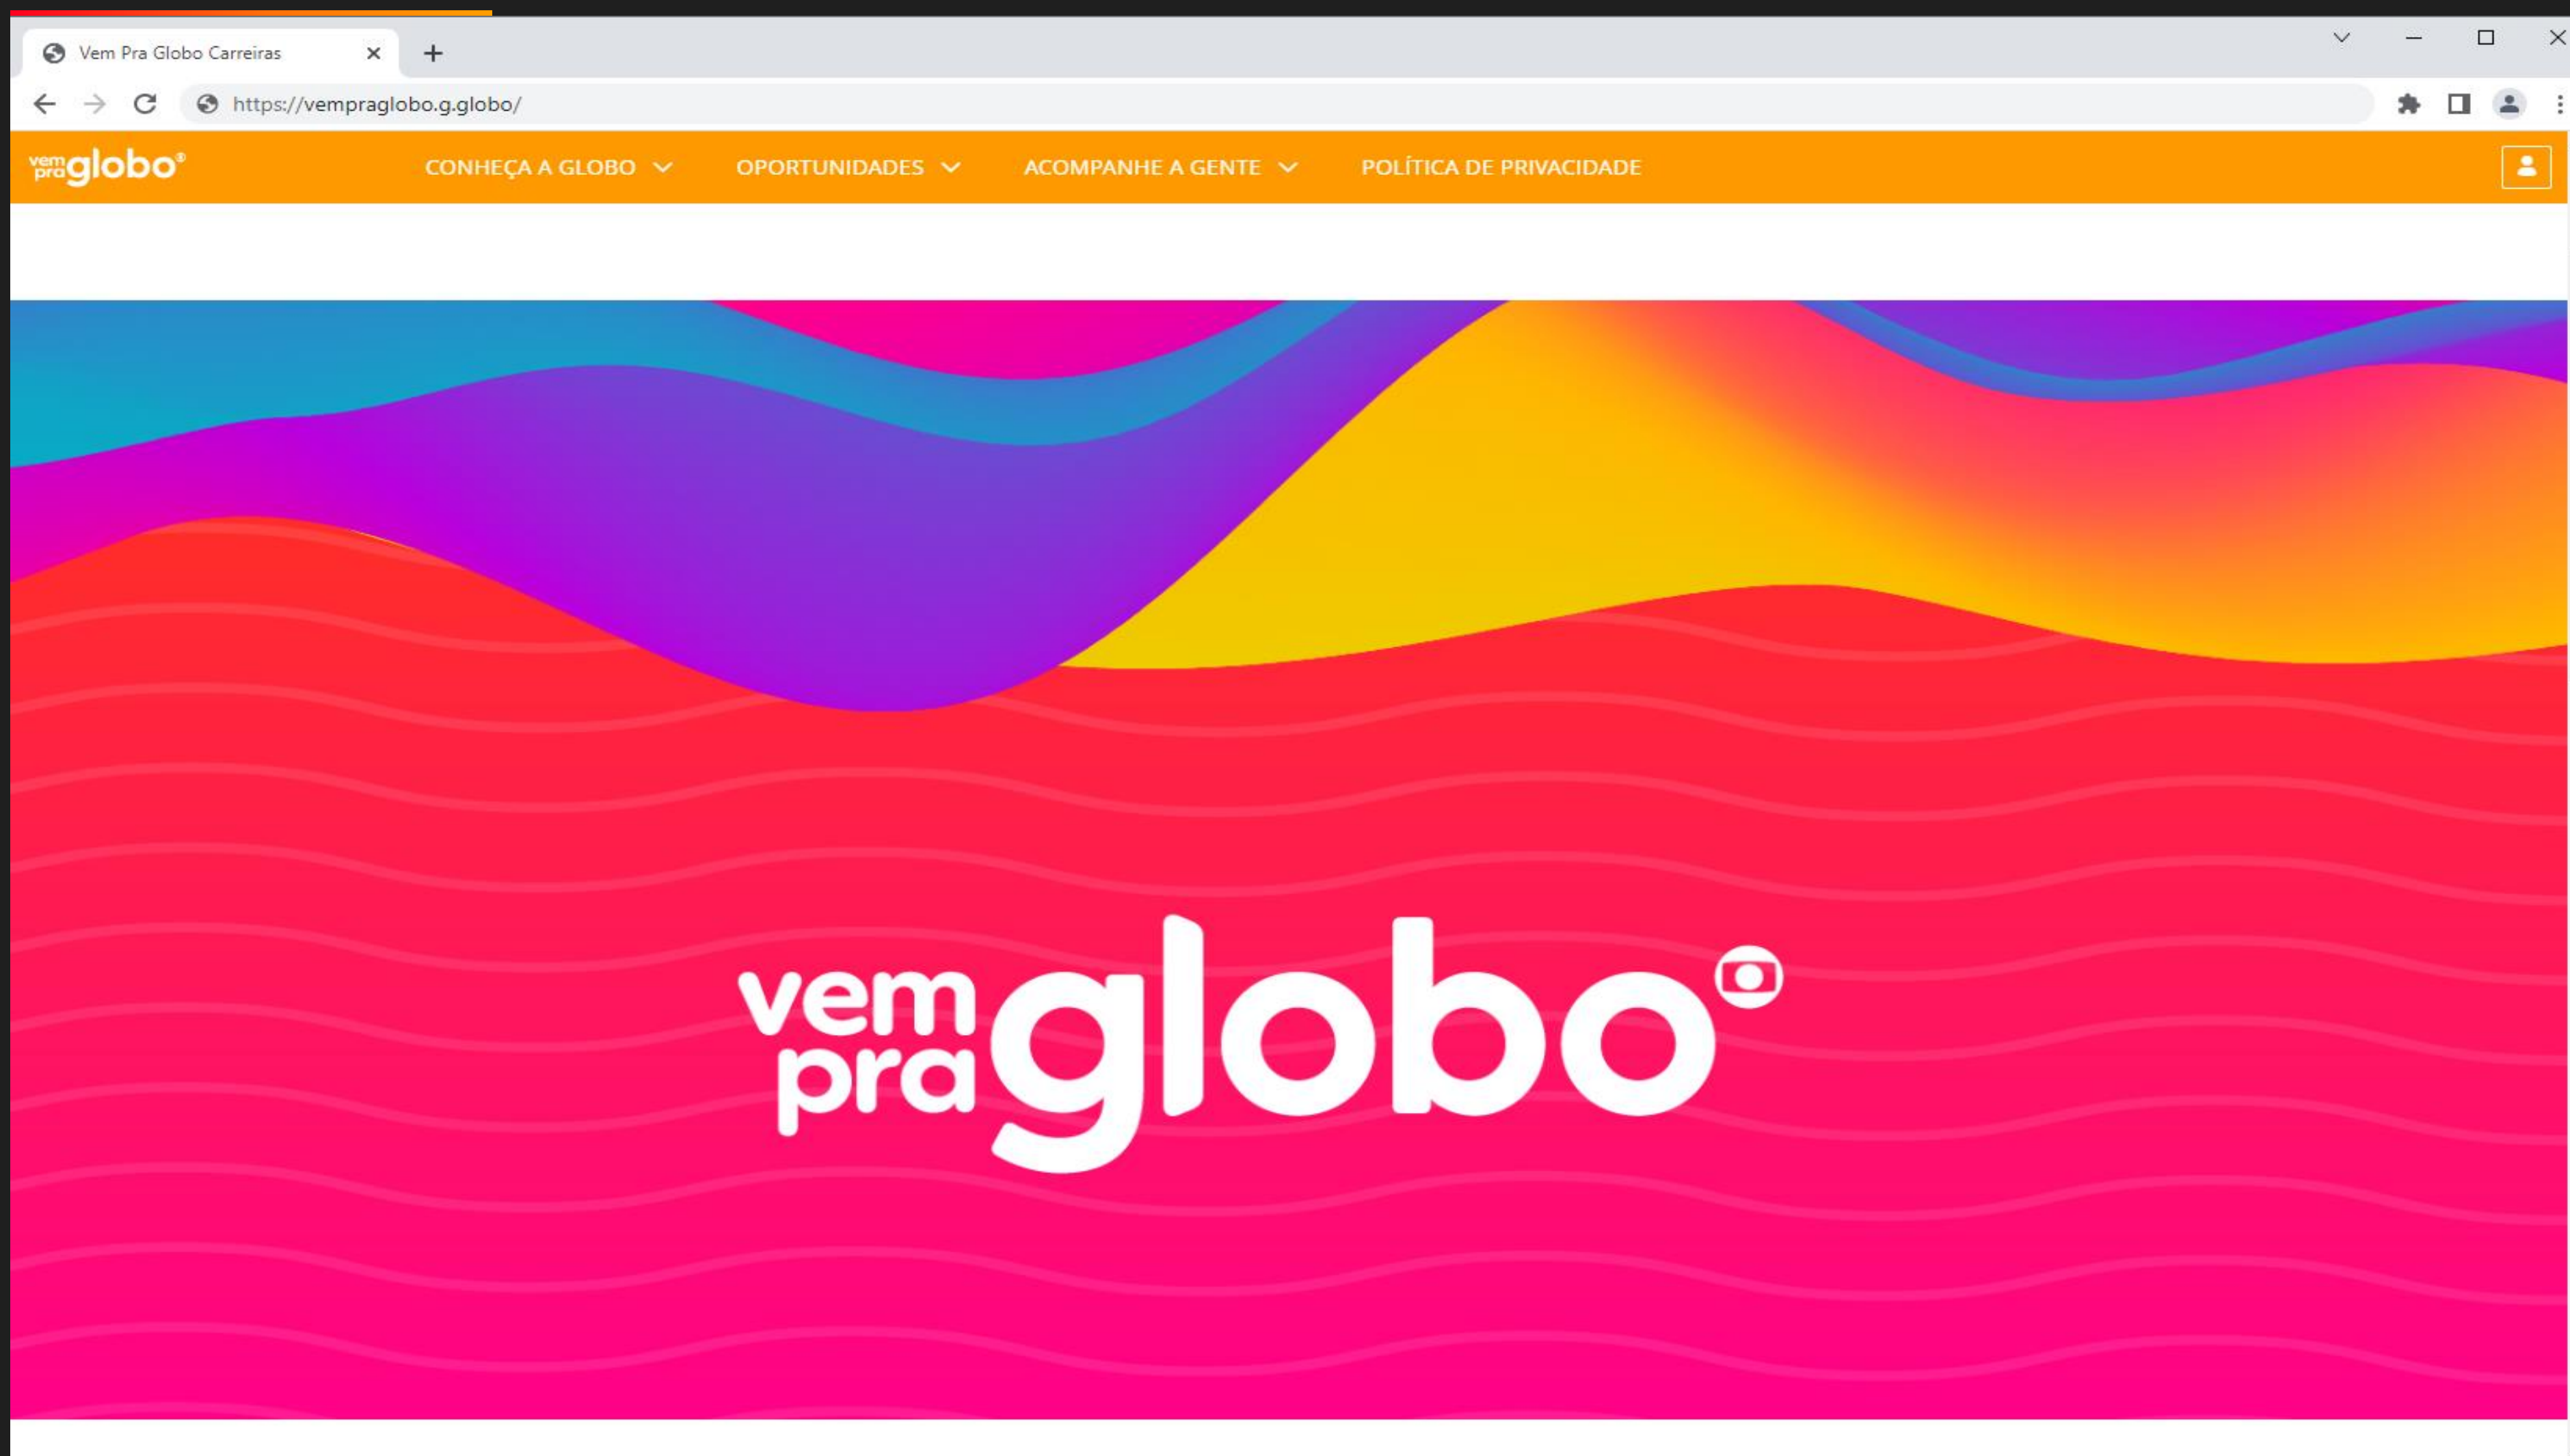 Vem Pra Globo Carreiras
https://vempraglobo.g.globo/
vem pra globo
CONHEÇA A GLOBO
OPORTUNIDADES
ACOMPANHE A GENTE
POLÍTICA DE PRIVACIDADE
vem
pra globo